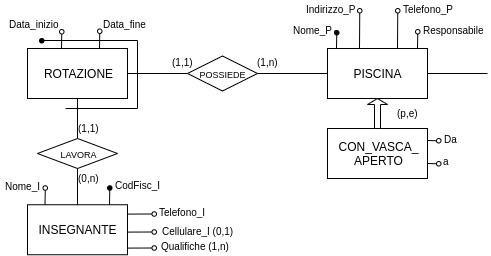 Indirizzo_P
Telefono_P
Data_inizio
Data_fine
Nome_P
Responsabile
(1,1)
(1,n)
ROTAZIONE
POSSIEDE
PISCINA
(p,e)
(1,1)
Da
CON_VASCA_
APERTO
LAVORA
a
(0,n)
Nome_I
CodFisc_I
Telefono_I
INSEGNANTE
Cellulare_I (0,1)
Qualifiche (1,n)